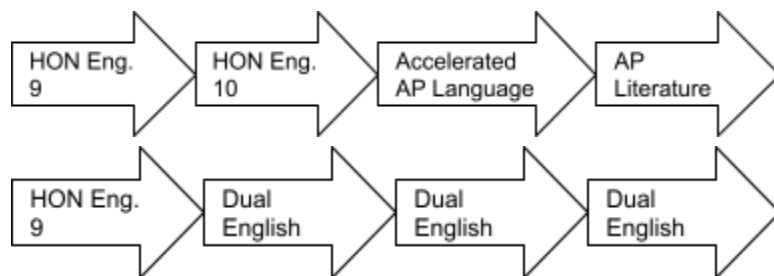 HON Eng.
9
HON Eng.
10
Accelerated
AP Language
AP
Literature
HON Eng.
9
Dual
English
Dual
English
Dual
English